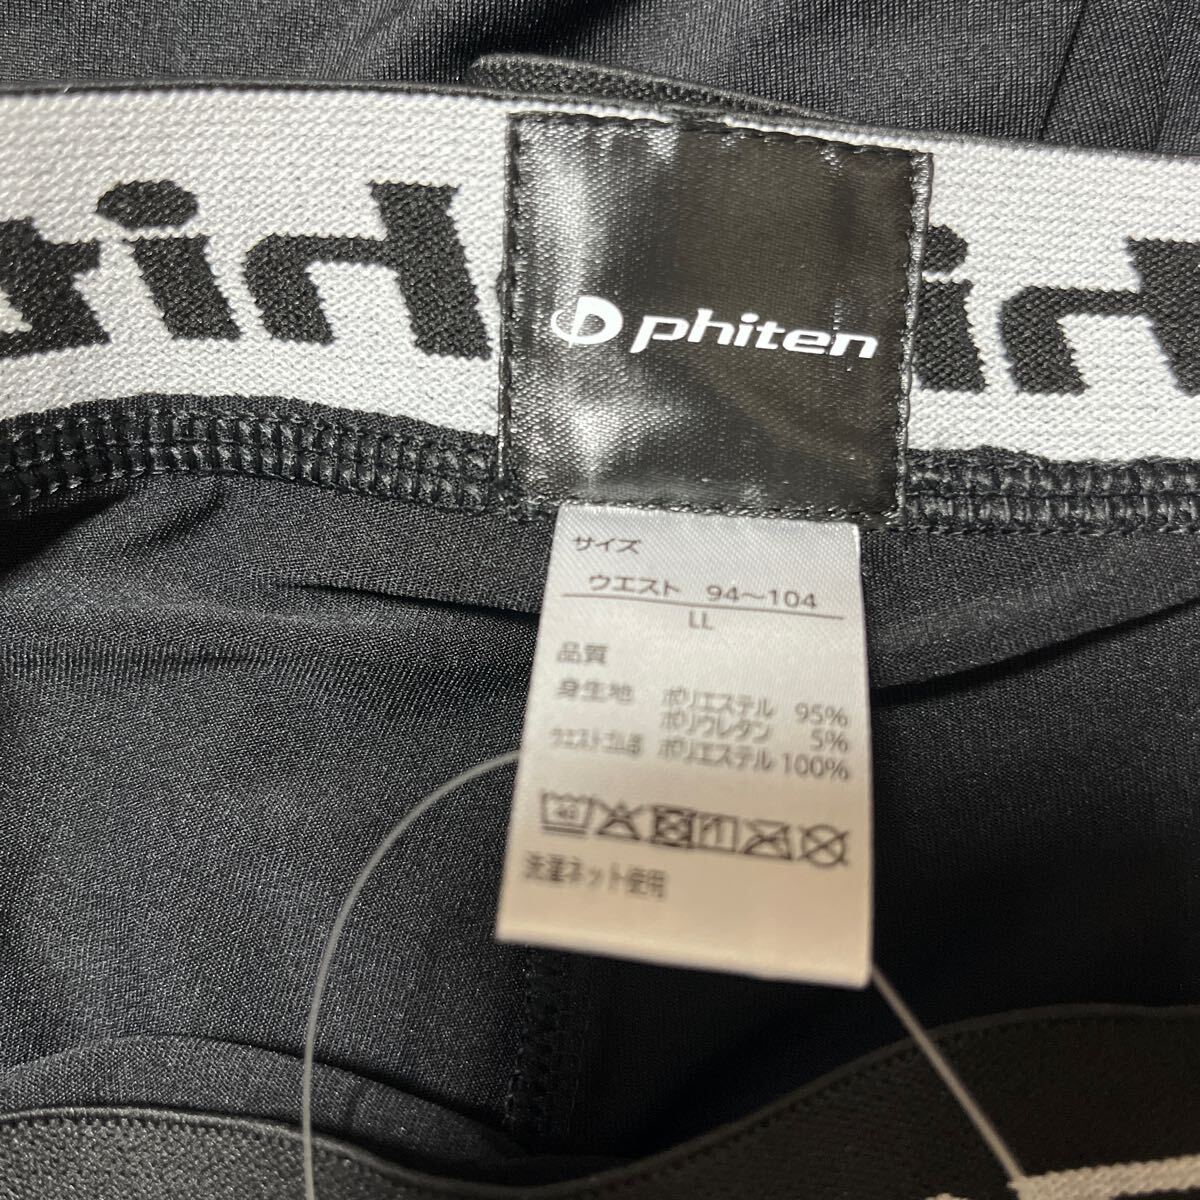 phiten
サイズ
ウエスト 94〜104
LL
品質
身生地 ポリエステル 95%
ポリウレタン 5%
ウエストゴム部 ポリエステル 100%
40
洗濯ネット使用